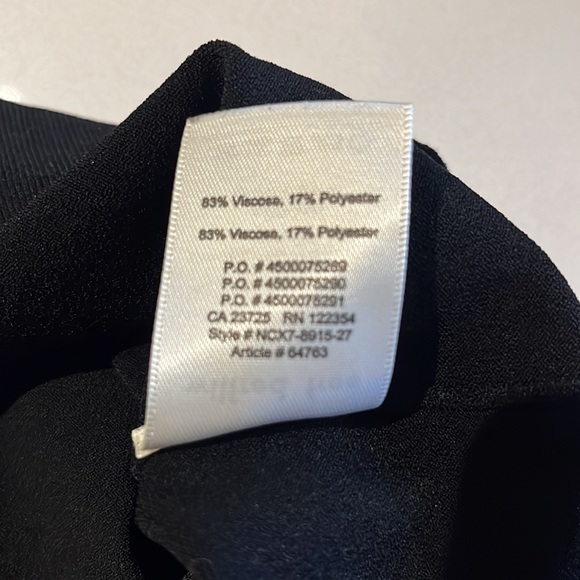 83% Viscose, 17% Polyester
83% Viscose, 17% Polyester
P.O. # 4500075289
P.O. # 4500075290
P.O. # 4500075291
CA 23725 RN 122354
Style # NCX7-8915-27
Article # 64763